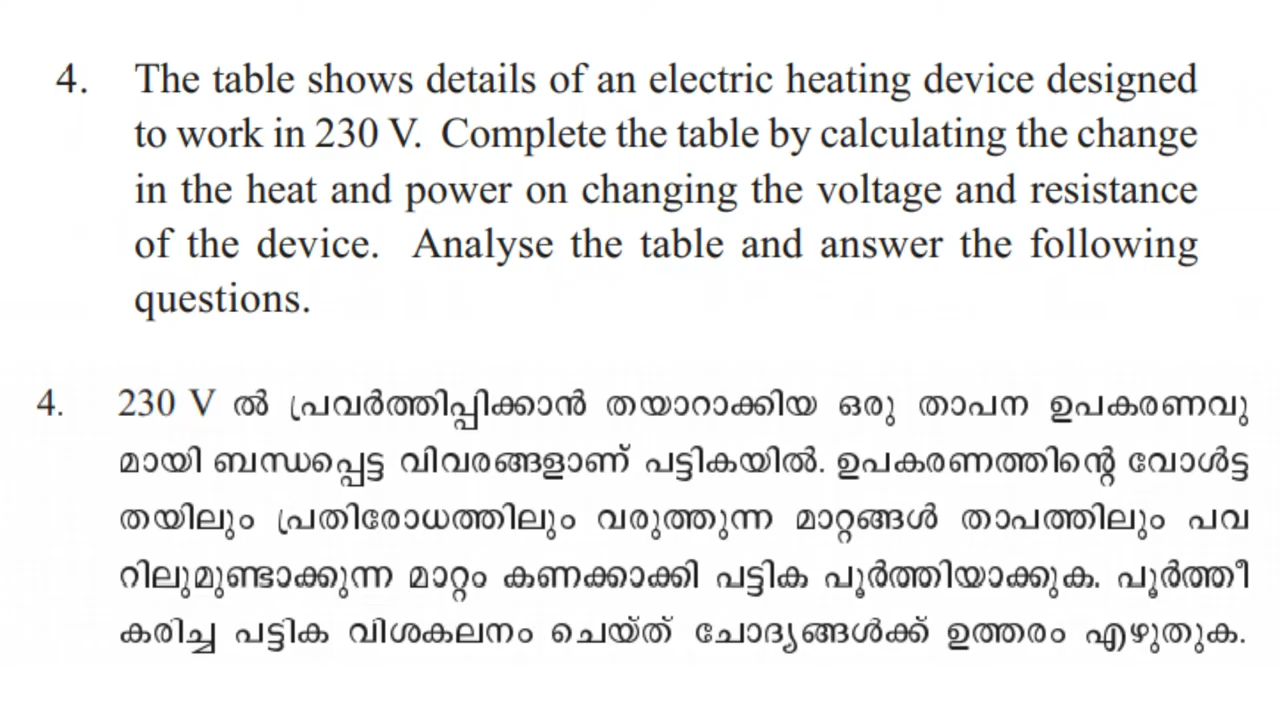 4. The table shows details of an electric heating device designed
to work in 230 V. Complete the table by calculating the change
in the heat and power on changing the voltage and resistance
of the device. Analyse the table and answer the following
questions.
4. 230 V ൽ പ്രവർത്തിപ്പിക്കാൻ തയാറാക്കിയ ഒരു താപന ഉപകരണവു
മായി ബന്ധപ്പെട്ട വിവരങ്ങളാണ് പട്ടികയിൽ. ഉപകരണത്തിന്റെ വോൾട്ട
തയിലും പ്രതിരോധത്തിലും വരുത്തുന്ന മാറ്റങ്ങൾ താപത്തിലും പവ
റിലുമുണ്ടാക്കുന്ന മാറ്റം കണക്കാക്കി പട്ടിക പൂർത്തിയാക്കുക. പൂർത്തീ
കരിച്ച പട്ടിക വിശകലനം ചെയ്ത് ചോദ്യങ്ങൾക്ക് ഉത്തരം എഴുതുക.